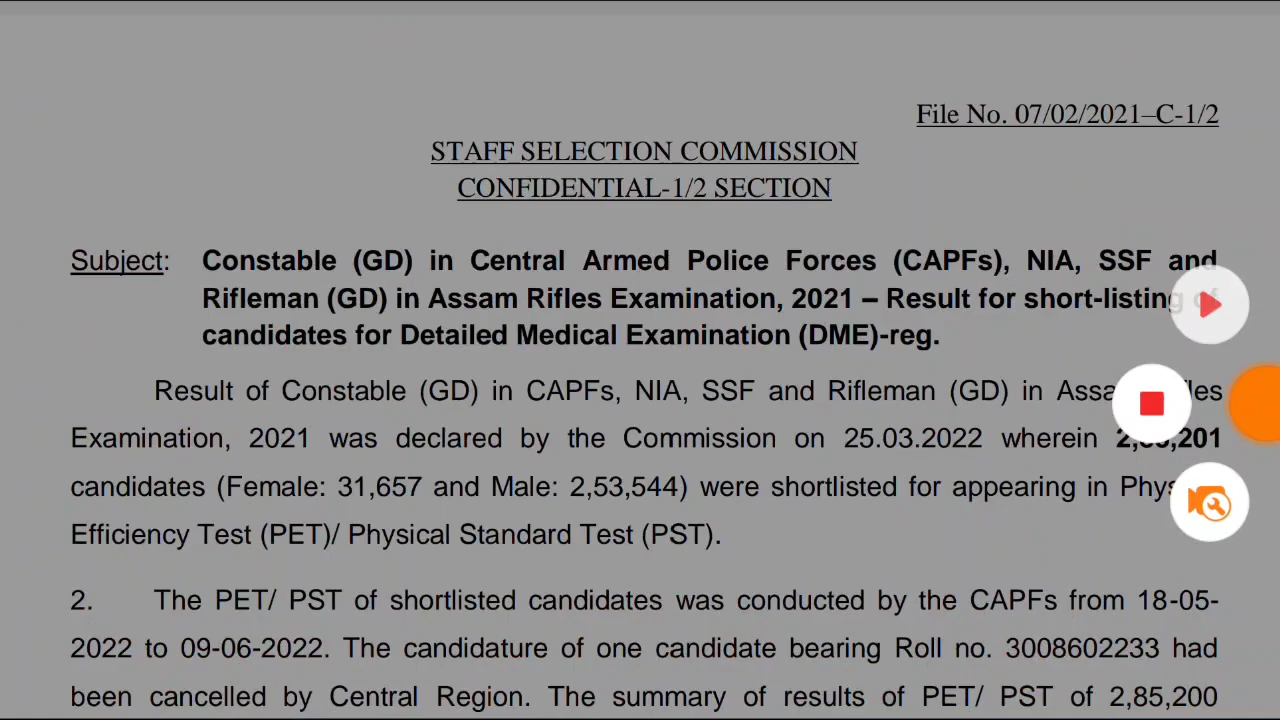 File No. 07/02/2021–C-1/2
STAFF SELECTION COMMISSION
CONFIDENTIAL-1/2 SECTION
Subject: Constable (GD) in Central Armed Police Forces (CAPFs), NIA, SSF and
Rifleman (GD) in Assam Rifles Examination, 2021 – Result for short-listing of
candidates for Detailed Medical Examination (DME)-reg.
Result of Constable (GD) in CAPFs, NIA, SSF and Rifleman (GD) in
Examination, 2021 was declared by the Commission on 25.03.2022 wherein
candidates (Female: 31,657 and Male: 2,53,544) were shortlisted for appearing in
Efficiency Test (PET)/ Physical Standard Test (PST).
2. The PET/ PST of shortlisted candidates was conducted by the CAPFs from 18-05-
2022 to 09-06-2022. The candidature of one candidate bearing Roll no. 3008602233 had
been cancelled by Central Region. The summary of results of PET/ PST of 2,85,200